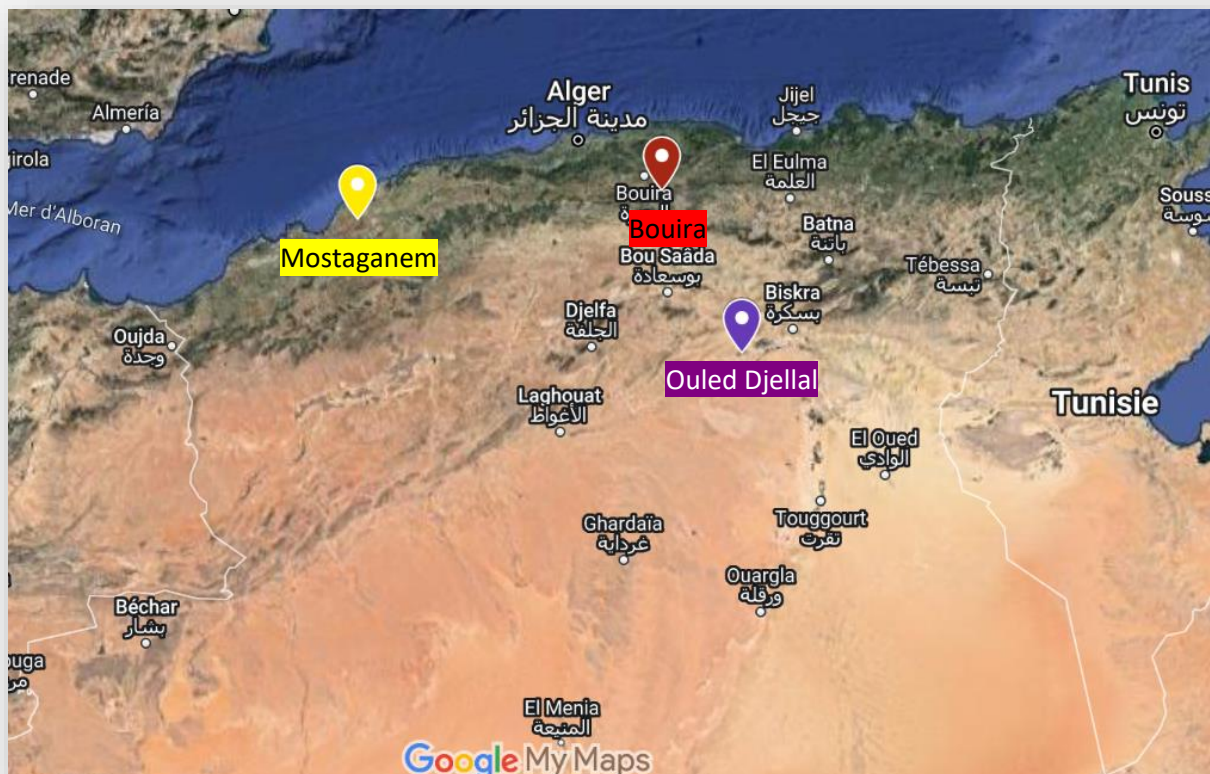 renade
Almería
girola
Mer d'Alboran
Alger
مدينة الجزائر
Jijel
جيجل
Tunis
تونس
El Eulma
العلمة
Bouira
Bouira
Mostaganem
Batna
باتنة
Souss
سوسة
Bou Saâda
بوسعادة
Tébessa
تبسة
Biskra
بسكرة
Djelfa
الجلفة
Oujda
وجدة
Ouled Djellal
Laghouat
الأغواط
Tunisie
El Oued
الوادي
Touggourt
تقرت
Ghardaïa
غرداية
Ouargla
ورقلة
Béchar
بشار
ouga
El Menia
المنيعة
Google My Maps